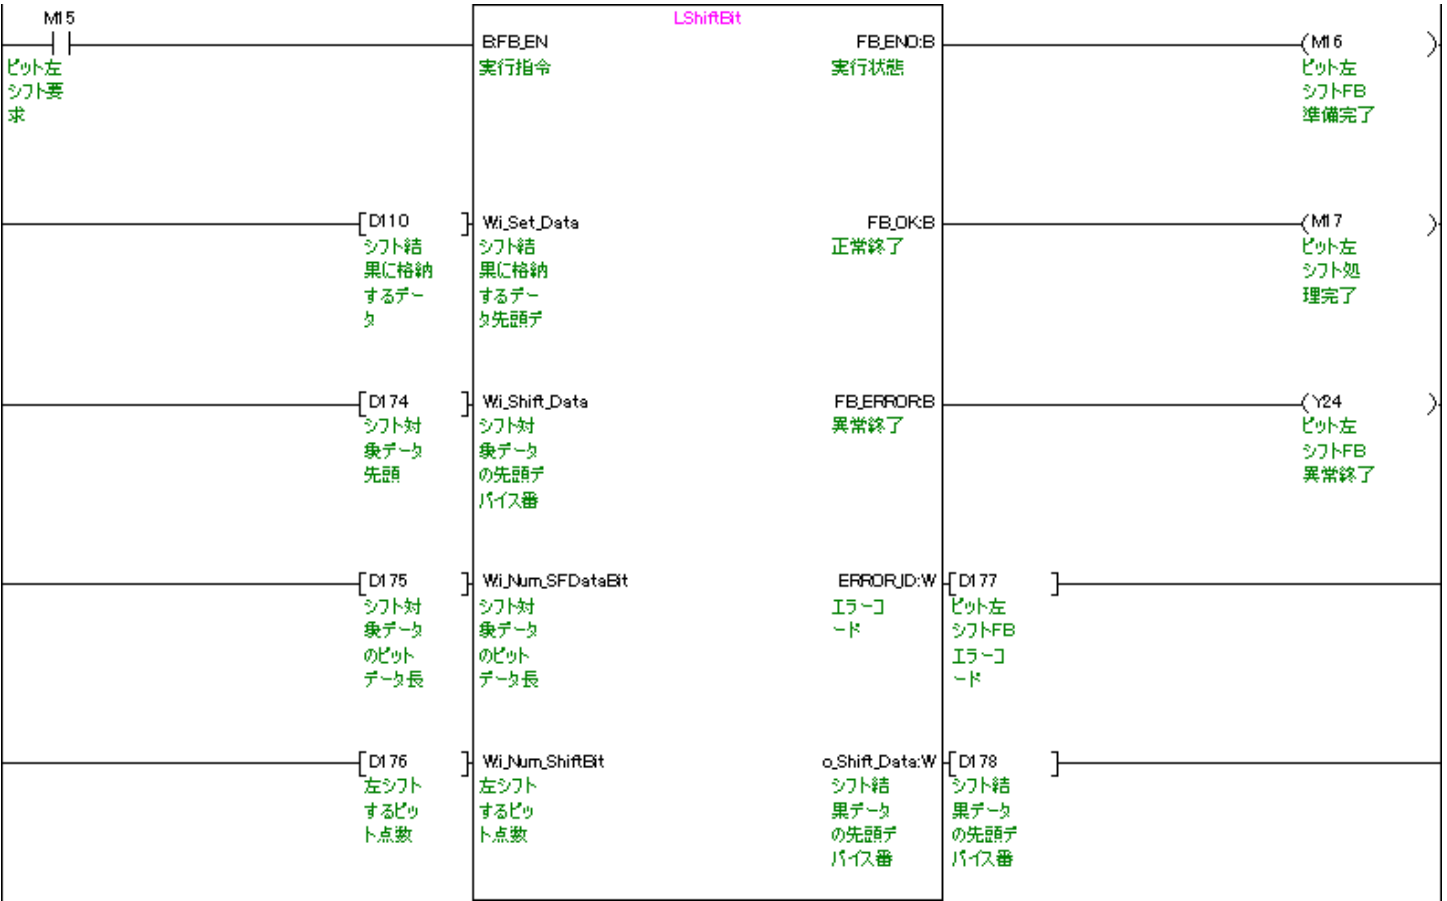 LShiftBit
M15
B:FB_EN
FB_ENO:B
M16
ビット左
シフト要
求
実行指令
実行状態
ビット左
シフトFB
準備完了
D110
W:i_Set_Data
FB_OK:B
M17
シフト結
果に格納
するデー
タ
シフト結
果に格納
するデー
タ先頭デ
正常終了
ビット左
シフト処
理完了
D174
W:i_Shift_Data
FB_ERROR:B
Y24
シフト対
象データ
先頭
シフト対
象データ
の先頭デ
バイス番
異常終了
ビット左
シフトFB
異常終了
D175
W:i_Num_SFDataBit
ERROR_ID:W
D177
シフト対
象データ
のビット
データ長
シフト対
象データ
のビット
データ長
エラーコ
ード
ビット左
シフトFB
エラーコ
ード
D176
W:i_Num_ShiftBit
o_Shift_Data:W
D178
左シフト
するビッ
ト点数
左シフト
するビッ
ト点数
シフト結
果データ
の先頭デ
バイス番
シフト結
果データ
の先頭デ
バイス番